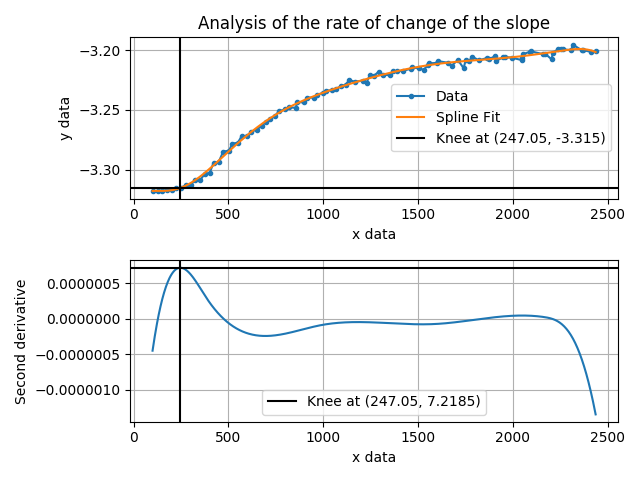 Analysis of the rate of change of the slope
−3.20
−3.25
−3.30
y data
Data
Spline Fit
Knee at (247.05, -3.315)
0
500
1000
1500
2000
2500
x data
0.0000005
0.0000000
−0.0000005
−0.0000010
Second derivative
Knee at (247.05, 7.2185)
0
500
1000
1500
2000
2500
x data